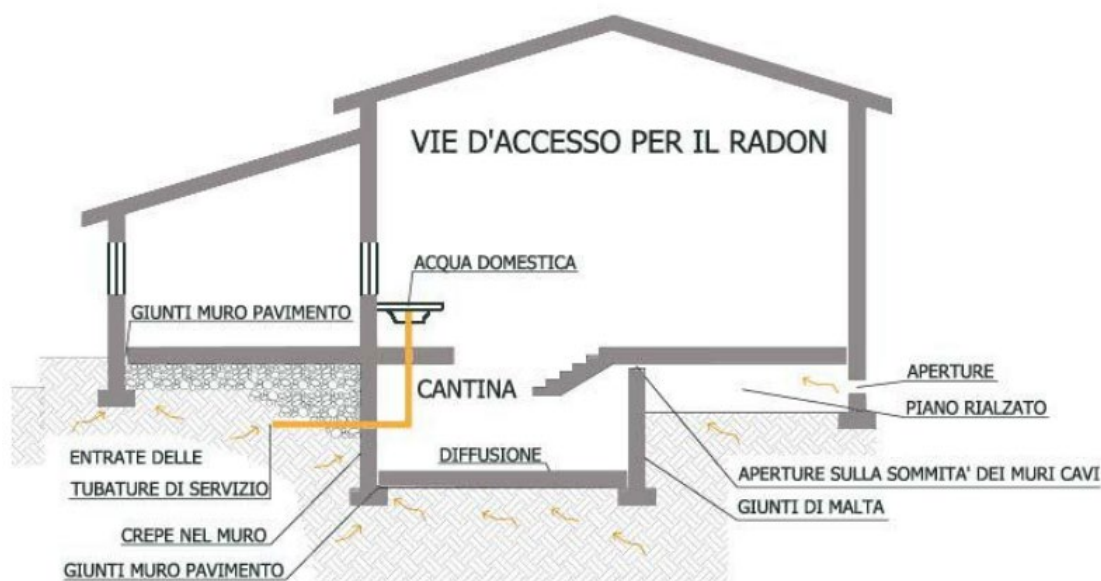 VIE D'ACCESSO PER IL RADON
ACQUA DOMESTICA
GIUNTI MURO PAVIMENTO
CANTINA
APERTURE
PIANO RIALZATO
ENTRATE DELLE
TUBATURE DI SERVIZIO
DIFFUSIONE
APERTURE SULLA SOMMITA' DEI MURI CAVI
GIUNTI DI MALTA
CREPE NEL MURO
GIUNTI MURO PAVIMENTO